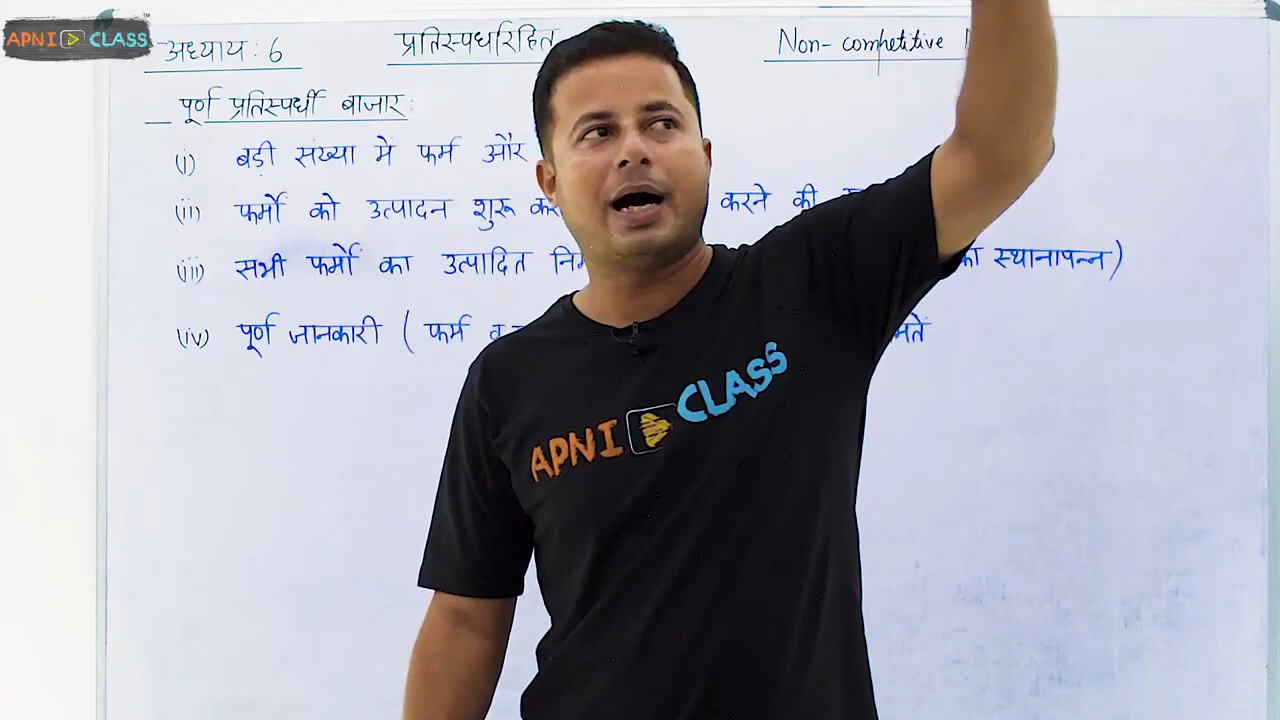 APNI CLASS
अध्याय : 6 प्रतिस्पर्धारहित Non-competitive
पूर्ण प्रतिस्पर्धी बाजार :
(i) बड़ी संख्या में फर्म और
(ii) फर्मों को उत्पादन शुरू करने की
(iii) सभी फर्मों का उत्पादित स्थानापन्न)
(iv) पूर्ण जानकारी ( फर्म व
APNI CLASS